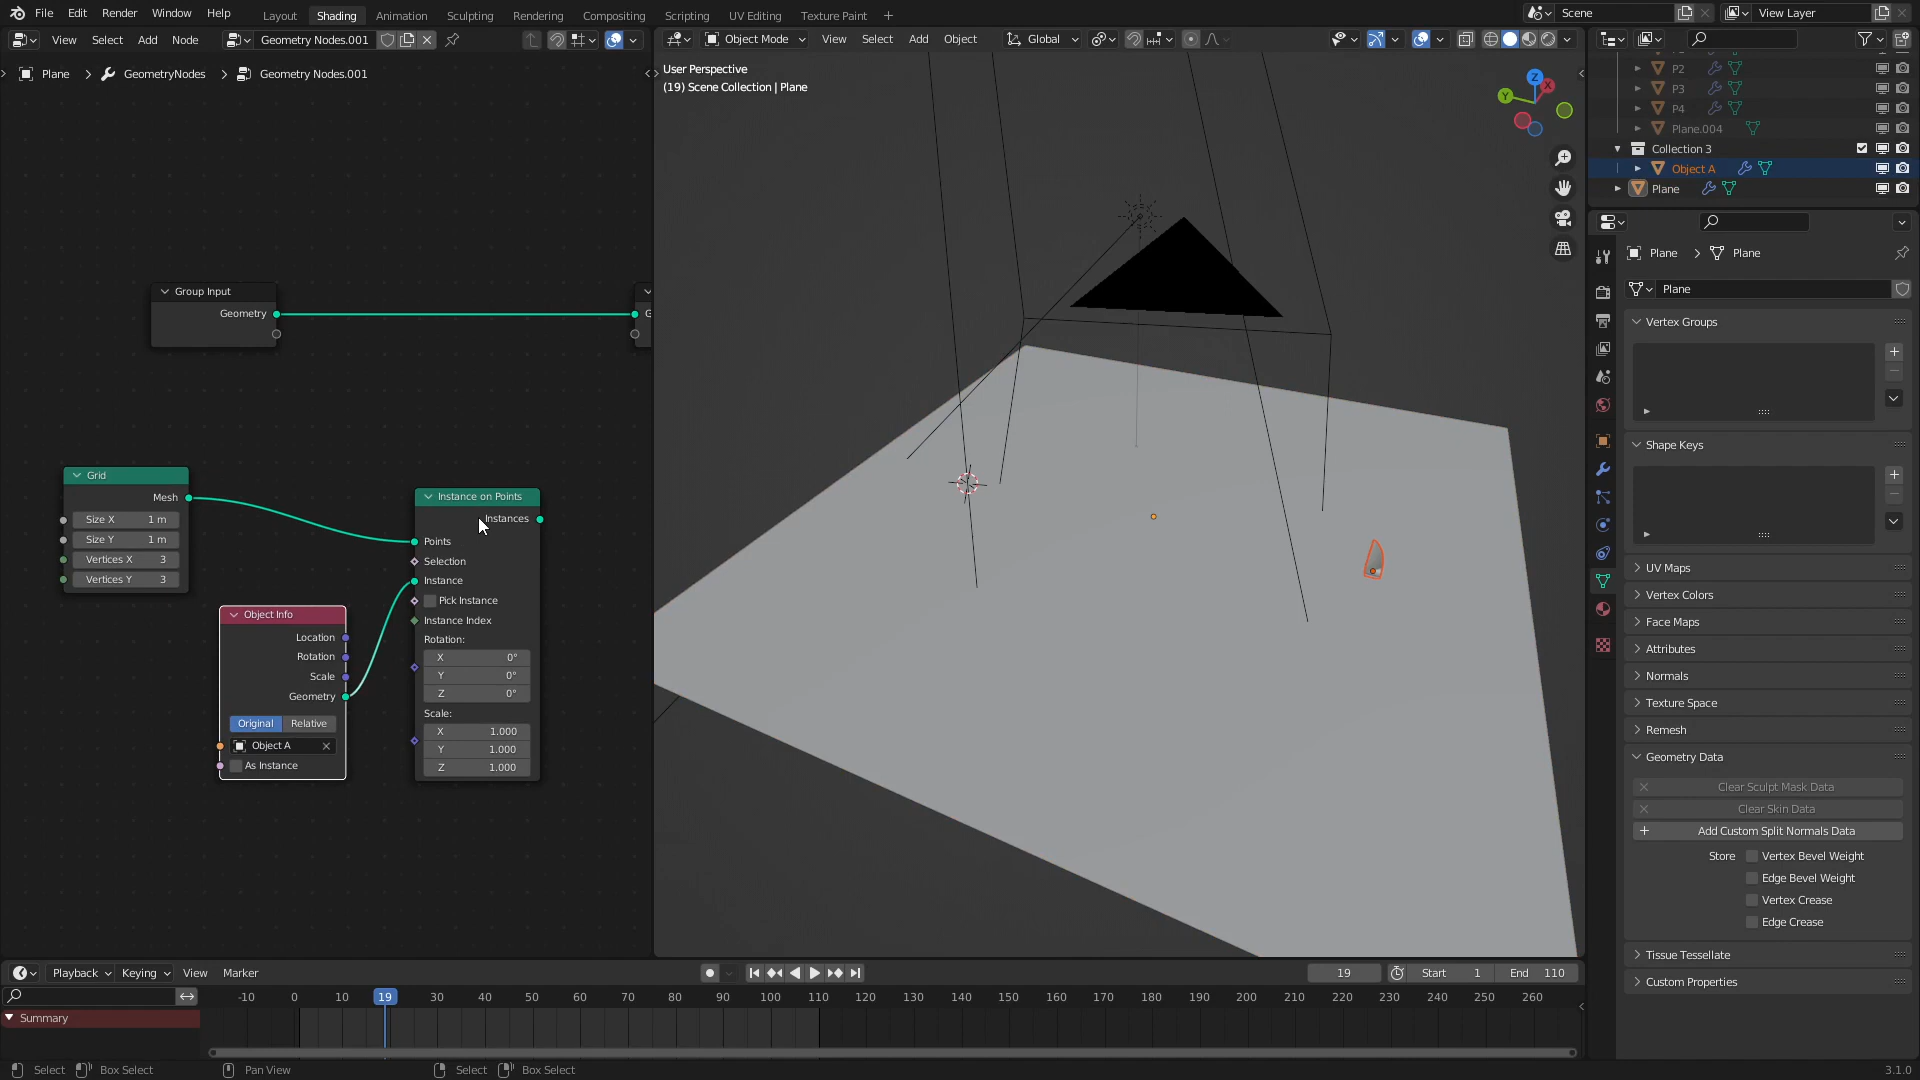 File Edit Render Window Help
Layout Shading Animation Sculpting Rendering Compositing Scripting UV Editing Texture Paint
Scene View Layer
View Select Add Node Geometry Nodes.001
Object Mode View Select Add Object Global
Plane GeometryNodes Geometry Nodes.001
User Perspective
(19) Scene Collection | Plane
Z
X
Y
P2
P3
P4
Plane.004
Collection 3
Object A
Plane
Plane Plane
Plane
Vertex Groups
Shape Keys
UV Maps
Vertex Colors
Face Maps
Attributes
Normals
Texture Space
Remesh
Geometry Data
Clear Sculpt Mask Data
Clear Skin Data
Add Custom Split Normals Data
Store Vertex Bevel Weight
Edge Bevel Weight
Vertex Crease
Edge Crease
Tissue Tessellate
Custom Properties
Group Input
Geometry
G
Grid
Mesh
Size X 1 m
Size Y 1 m
Vertices X 3
Vertices Y 3
Object Info
Location
Rotation
Scale
Geometry
Original Relative
Object A
As Instance
Instance on Points
Instances
Points
Selection
Instance
Pick Instance
Instance Index
Rotation:
X 0°
Y 0°
Z 0°
Scale:
X 1.000
Y 1.000
Z 1.000
Playback Keying View Marker
19 Start 1 End 110
-10 0 10 19 30 40 50 60 70 80 90 100 110 120 130 140 150 160 170 180 190 200 210 220 230 240 250 260
Summary
Select Box Select Pan View Select Box Select 3.1.0